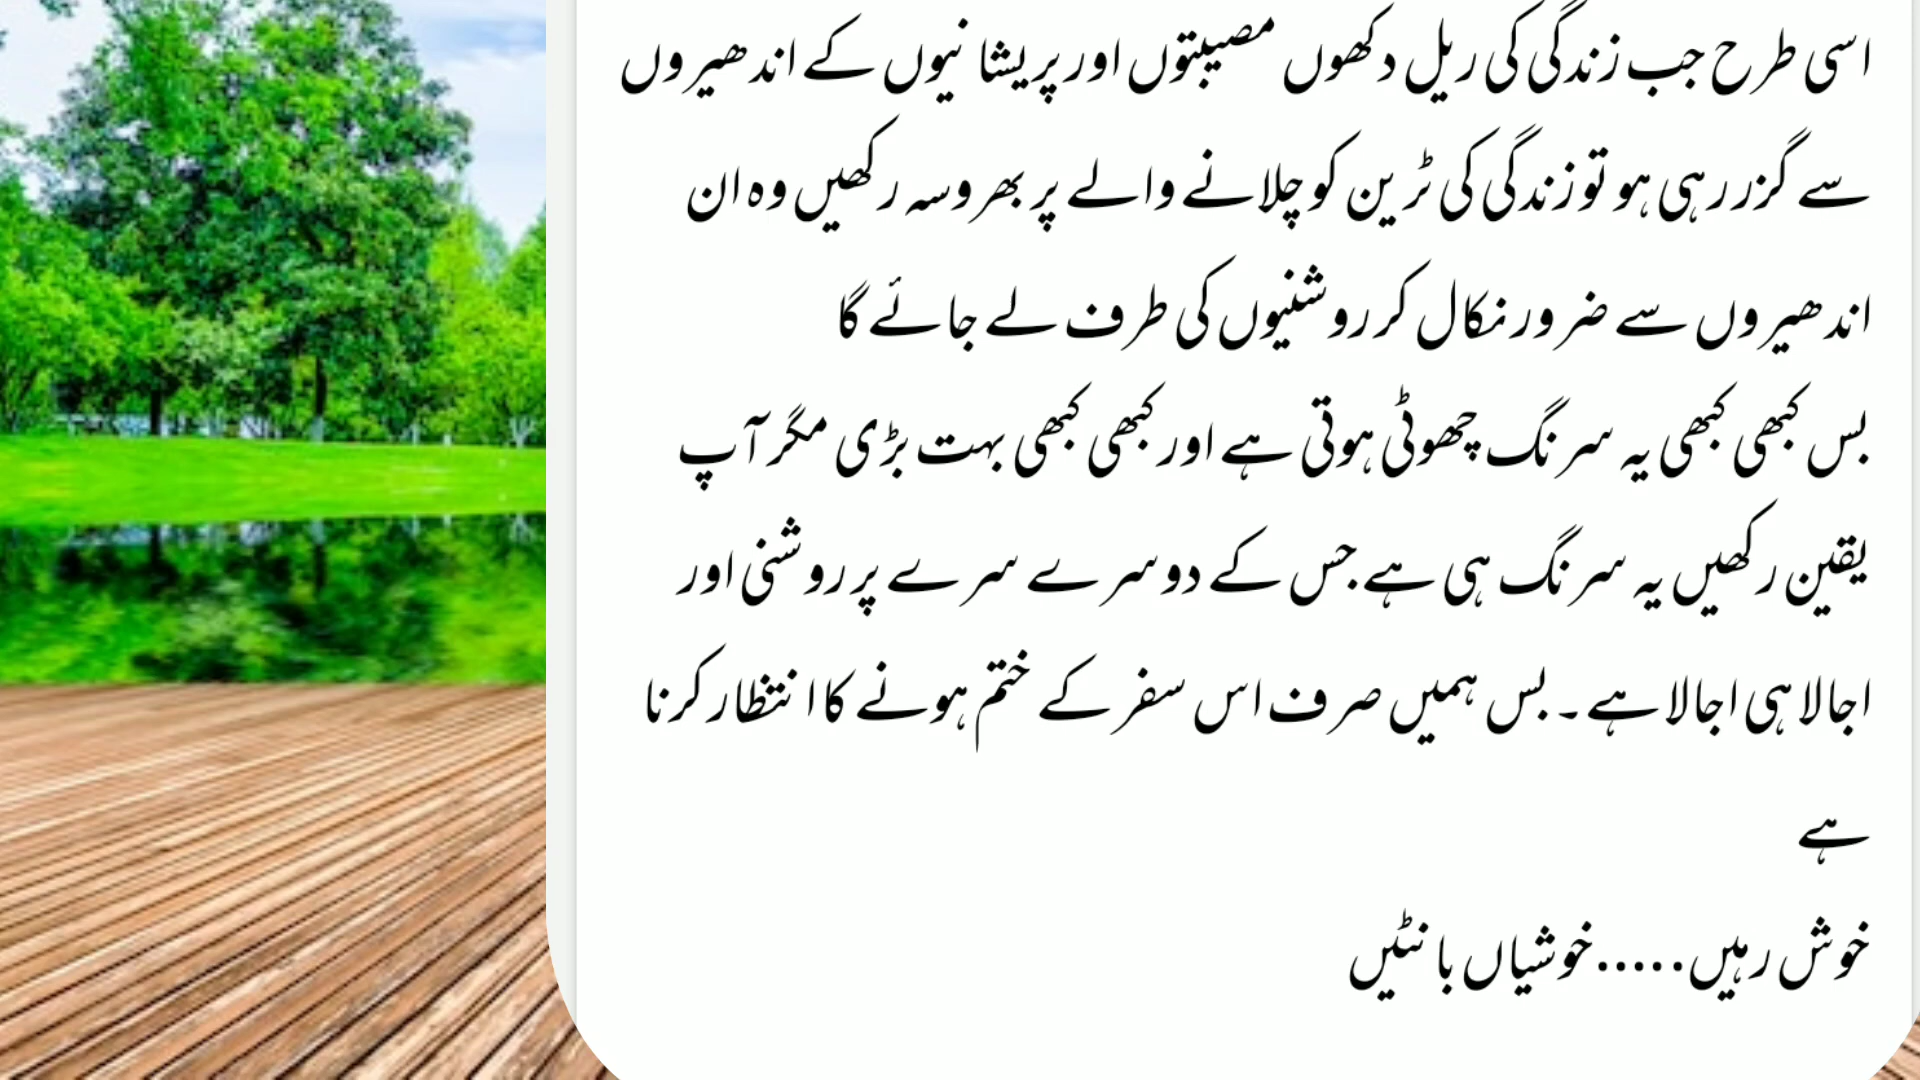 اسی طرح جب زندگی کی ریل دکھوں مصیبتوں اور پریشانیوں کے اندھیروں
سے گزر رہی ہو تو زندگی کی ٹرین کو چلانے والے پر بھروسہ رکھیں وہ ان
اندھیروں سے ضرور نکال کر روشنیوں کی طرف لے جائے گا
بس کبھی کبھی یہ سرنگ چھوٹی ہوتی ہے اور کبھی کبھی بہت بڑی مگر آپ
یقین رکھیں یہ سرنگ ہی ہے جس کے دوسرے سرے پر روشنی اور
اجالا ہی اجالا ہے۔ بس ہمیں صرف اس سفر کے ختم ہونے کا انتظار کرنا
ہے
خوش رہیں.....خوشیاں بانٹیں